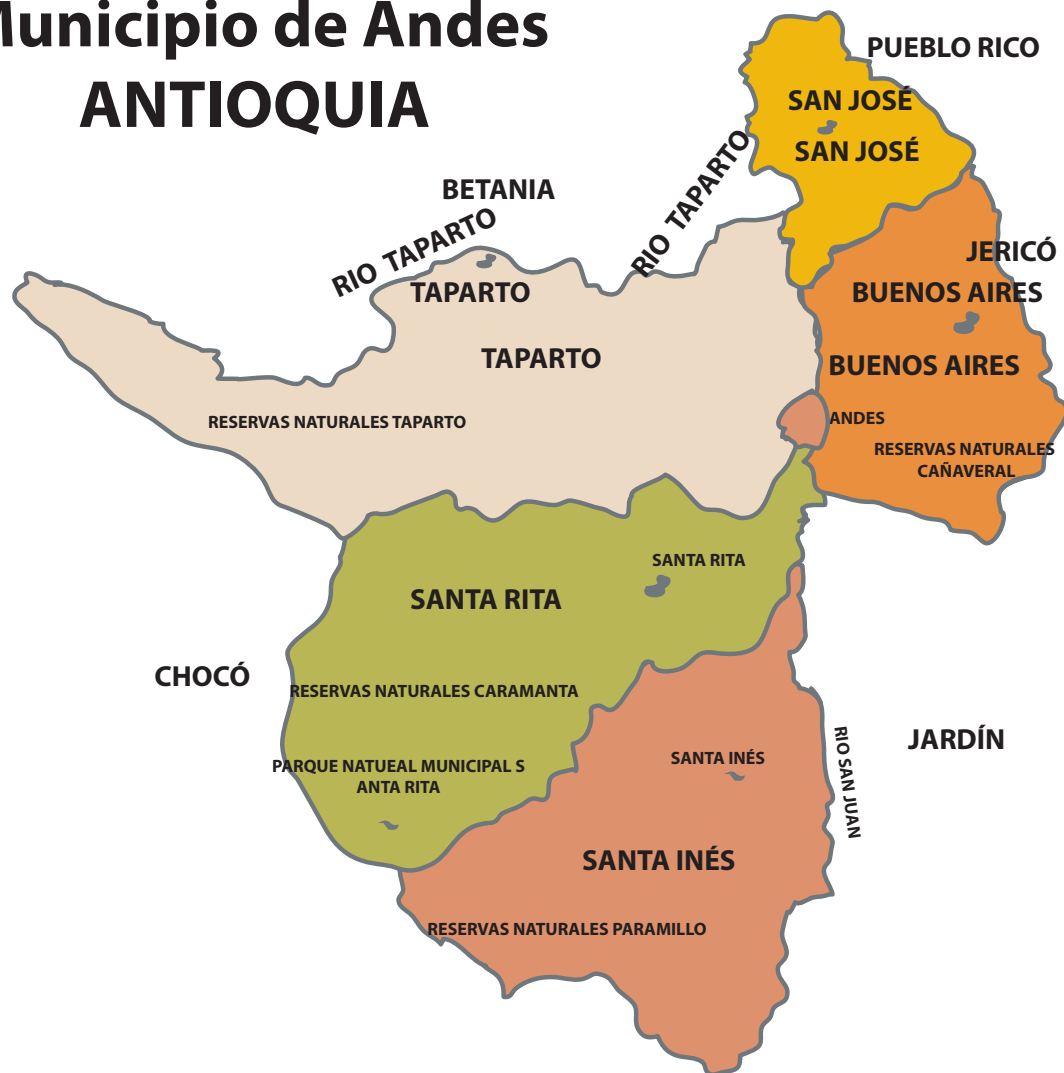 Municipio de Andes
ANTIOQUIA
PUEBLO RICO
SAN JOSÉ
SAN JOSÉ
BETANIA
RIO TAPARTO
RIO TAPARTO
TAPARTO
TAPARTO
RESERVAS NATURALES TAPARTO
JERICÓ
BUENOS AIRES
BUENOS AIRES
ANDES
RESERVAS NATURALES
CAÑAVERAL
SANTA RITA
SANTA RITA
CHOCÓ
RESERVAS NATURALES CARAMANTA
PARQUE NATUEAL MUNICIPAL S
ANTA RITA
JARDÍN
RIO SAN JUAN
SANTA INÉS
SANTA INÉS
RESERVAS NATURALES PARAMILLO